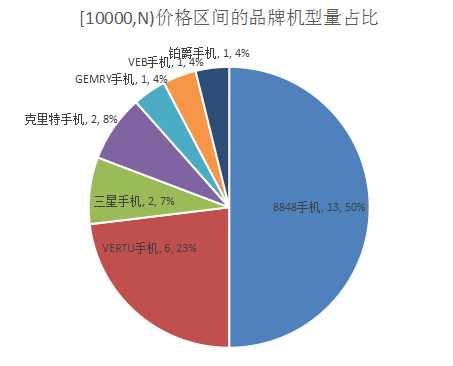 [10000,N)价格区间的品牌机型量占比
铂爵手机, 1, 4%
VEB手机, 1, 4%
GEMRY手机, 1, 4%
克里特手机, 2, 8%
三星手机, 2, 7%
8848手机, 13, 50%
VERTU手机, 6, 23%